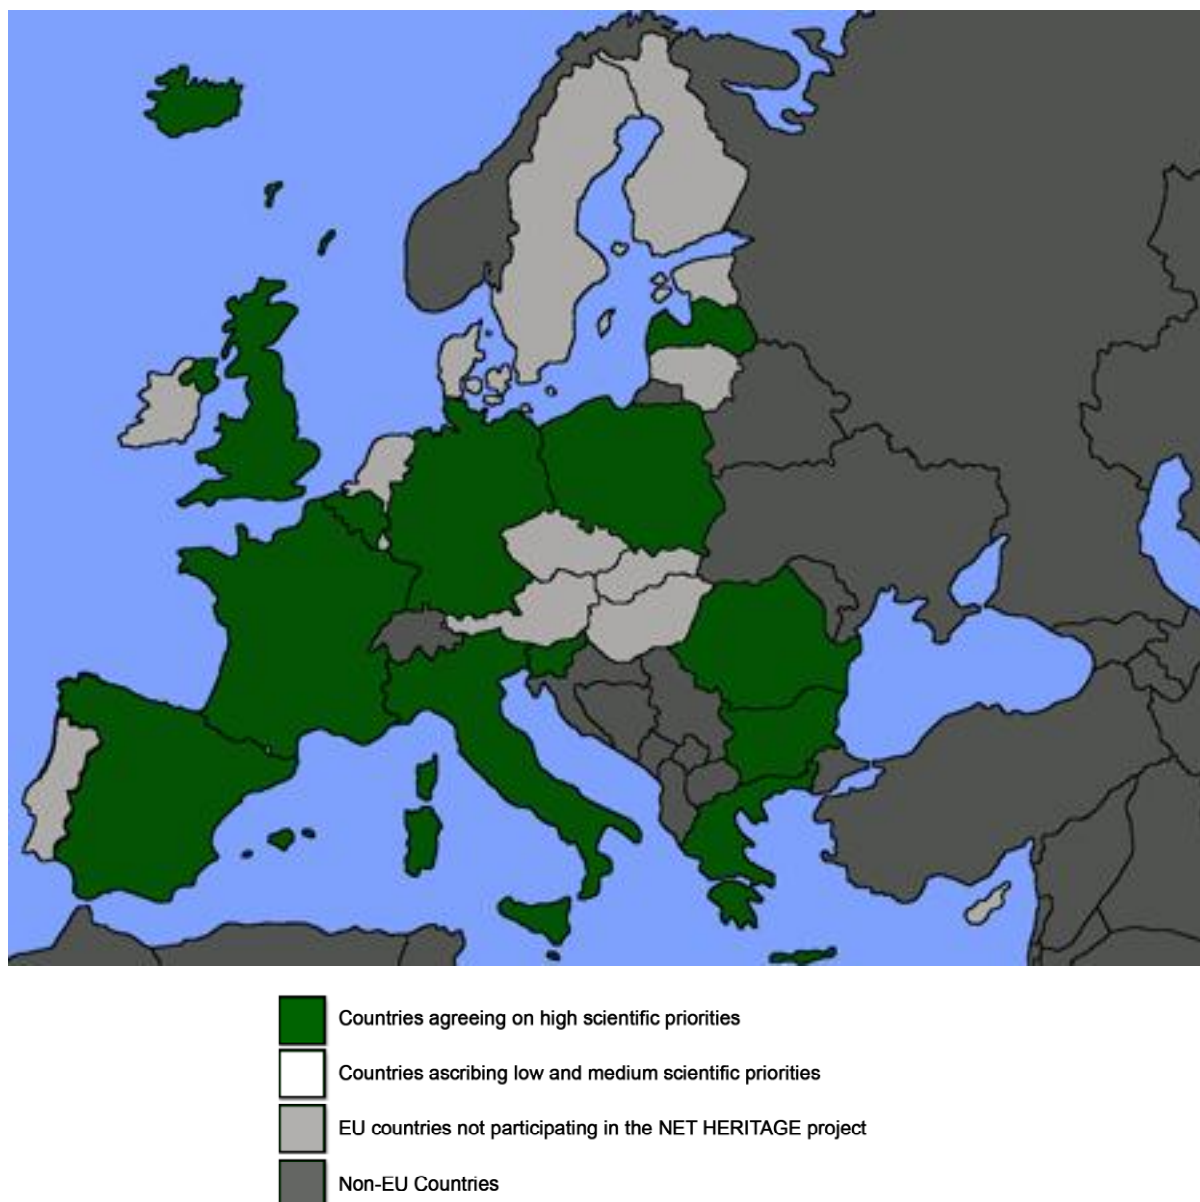 Countries agreeing on high scientific priorities
Countries ascribing low and medium scientific priorities
EU countries not participating in the NET HERITAGE project
Non-EU Countries